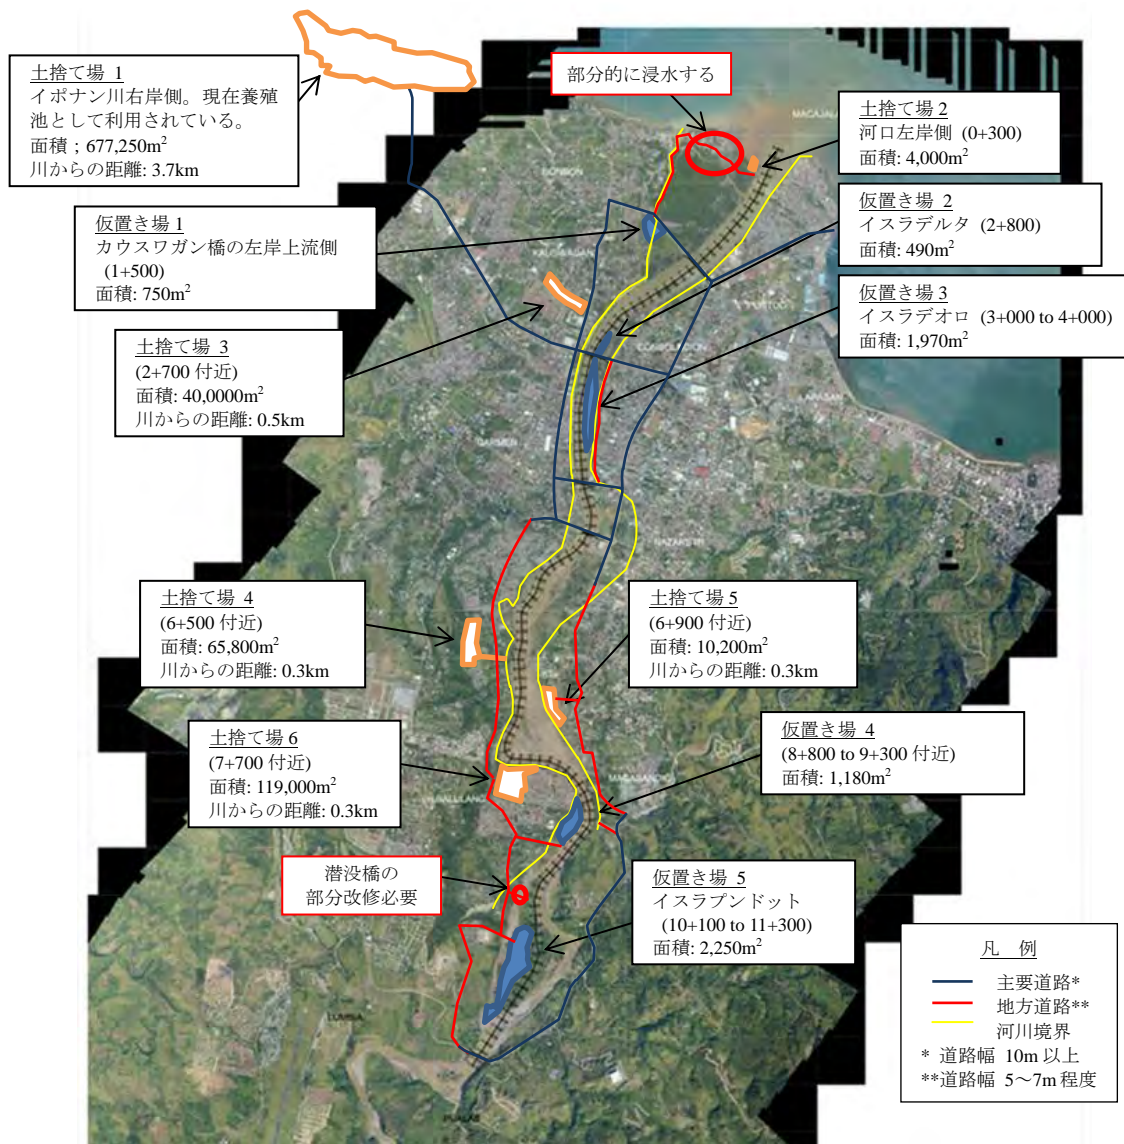 土捨て場 1
イポナン川右岸側。現在養殖
池として利用されている。
面積 ; 677,250m²
川からの距離: 3.7km
部分的に浸水する
土捨て場 2
河口左岸側 (0+300)
面積: 4,000m²
仮置き場 1
カウスワガン橋の左岸上流側
(1+500)
面積: 750m²
仮置き場 2
イスラデルタ (2+800)
面積: 490m²
仮置き場 3
イスラデオロ (3+000 to 4+000)
面積: 1,970m²
土捨て場 3
(2+700 付近)
面積: 40,0000m²
川からの距離: 0.5km
土捨て場 4
(6+500 付近)
面積: 65,800m²
川からの距離: 0.3km
土捨て場 5
(6+900 付近)
面積: 10,200m²
川からの距離: 0.3km
土捨て場 6
(7+700 付近)
面積: 119,000m²
川からの距離: 0.3km
仮置き場 4
(8+800 to 9+300 付近)
面積: 1,180m²
潜没橋の
部分改修必要
仮置き場 5
イスラプンドット
(10+100 to 11+300)
面積: 2,250m²
凡 例
主要道路*
地方道路**
河川境界
* 道路幅 10m 以上
**道路幅 5～7m 程度
BONBON
CARMEN
NAZARETH
LAPASAN
LUMBIA